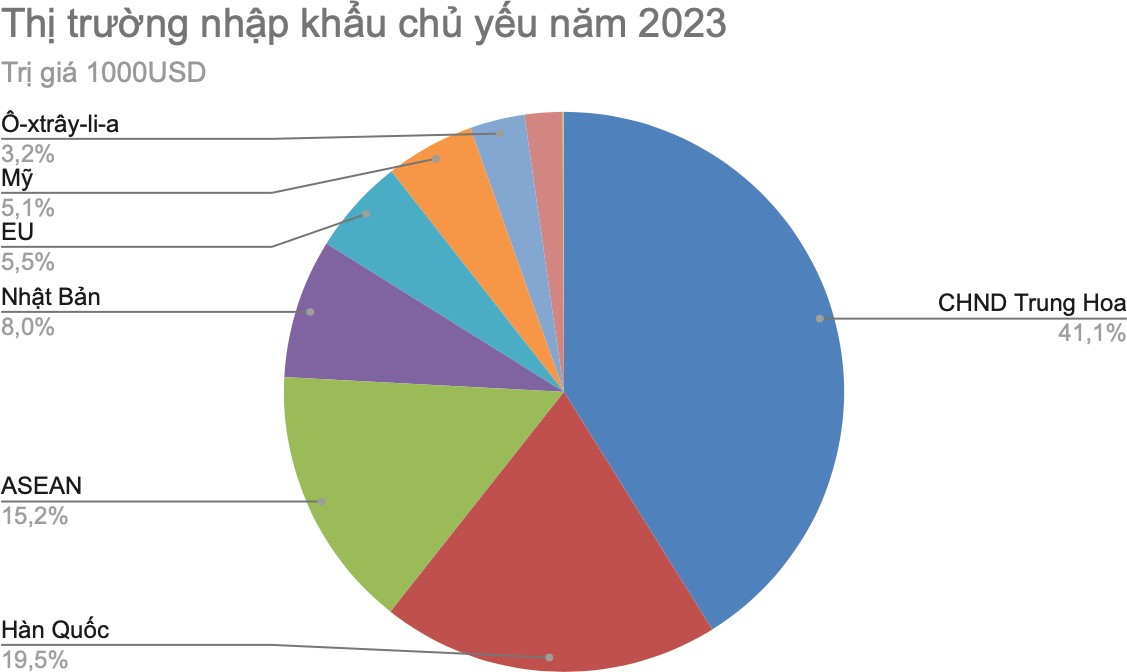 Thị trường nhập khẩu chủ yếu năm 2023
Trị giá 1000USD
Ô-xtrây-li-a
3,2%
Mỹ
5,1%
EU
5,5%
Nhật Bản
8,0%
CHND Trung Hoa
41,1%
ASEAN
15,2%
Hàn Quốc
19,5%